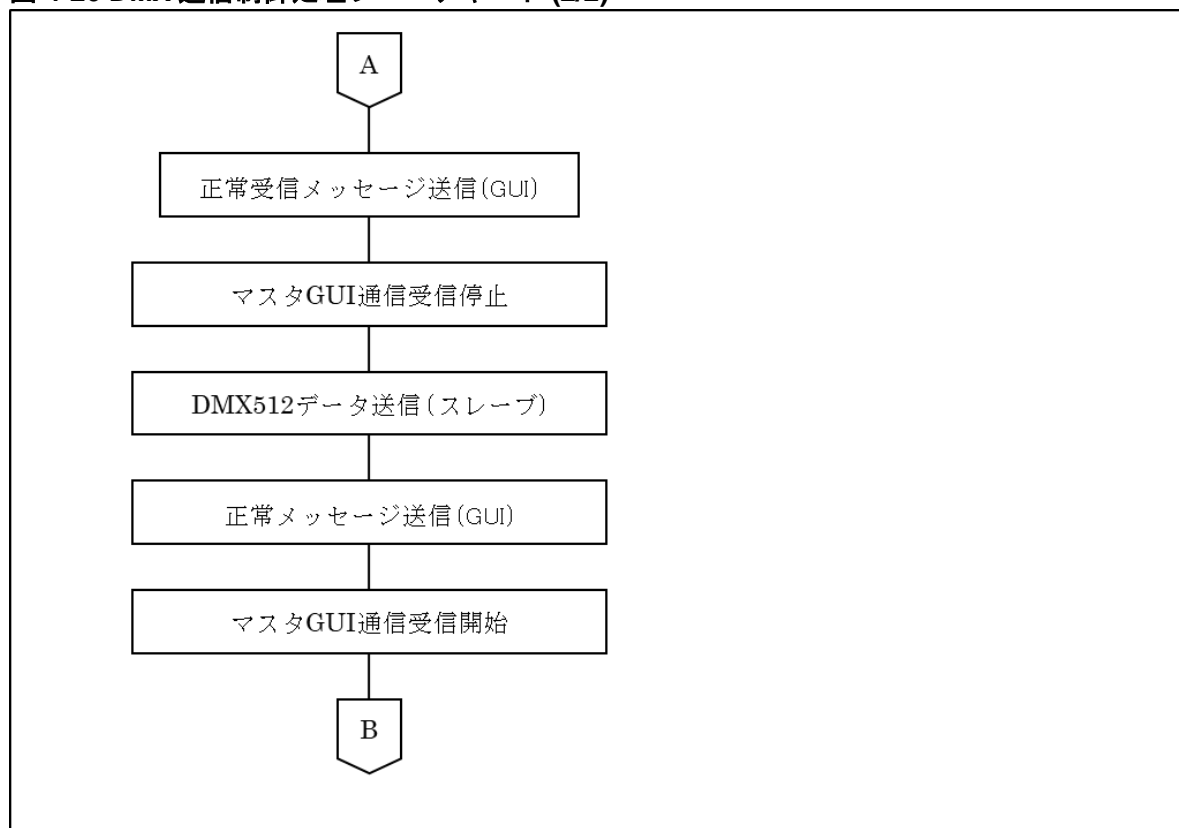 A
正常受信メッセージ送信(GUI)
マスタGUI通信受信停止
DMX512データ送信(スレーブ)
正常メッセージ送信(GUI)
マスタGUI通信受信開始
B